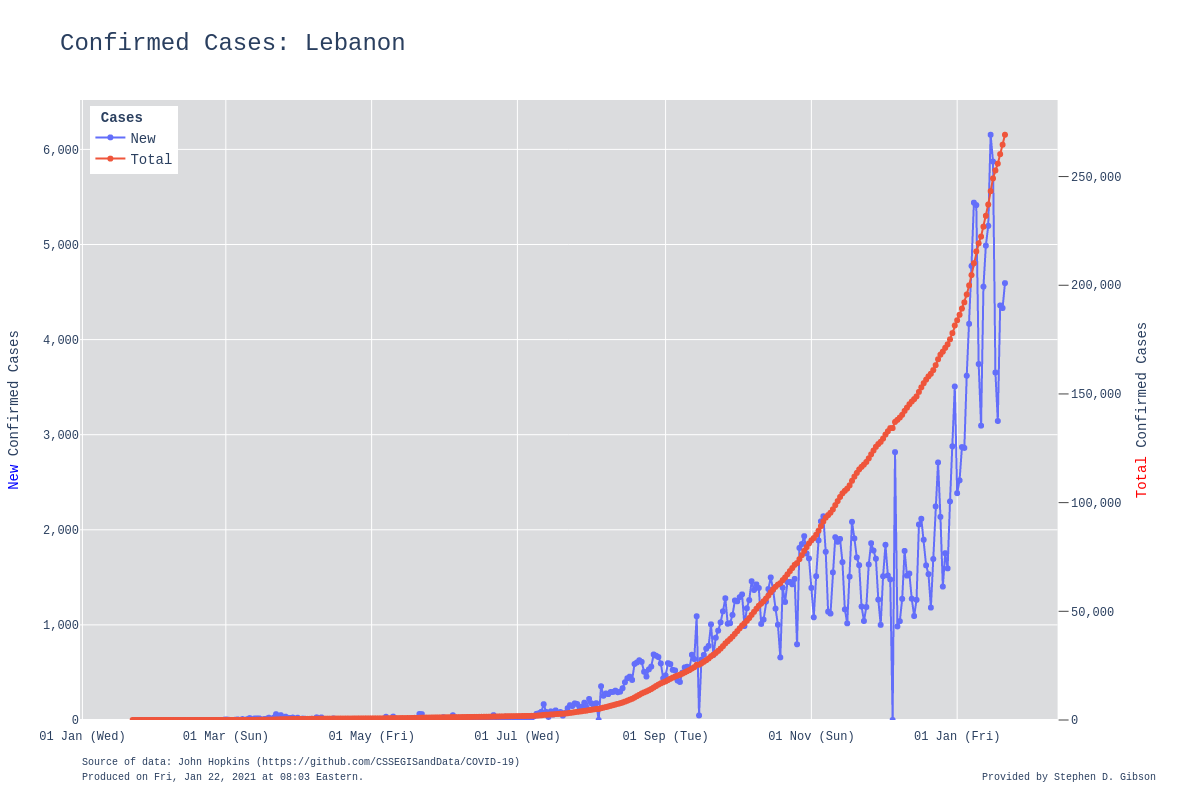 Confirmed Cases: Lebanon
Cases
New
Total
6,000
5,000
4,000
3,000
2,000
1,000
0
250,000
200,000
150,000
100,000
50,000
0
New Confirmed Cases
Total Confirmed Cases
01 Jan (Wed)
01 Mar (Sun)
01 May (Fri)
01 Jul (Wed)
01 Sep (Tue)
01 Nov (Sun)
01 Jan (Fri)
Source of data: John Hopkins (https://github.com/CSSEGISandData/COVID-19)
Produced on Fri, Jan 22, 2021 at 08:03 Eastern.
Provided by Stephen D. Gibson